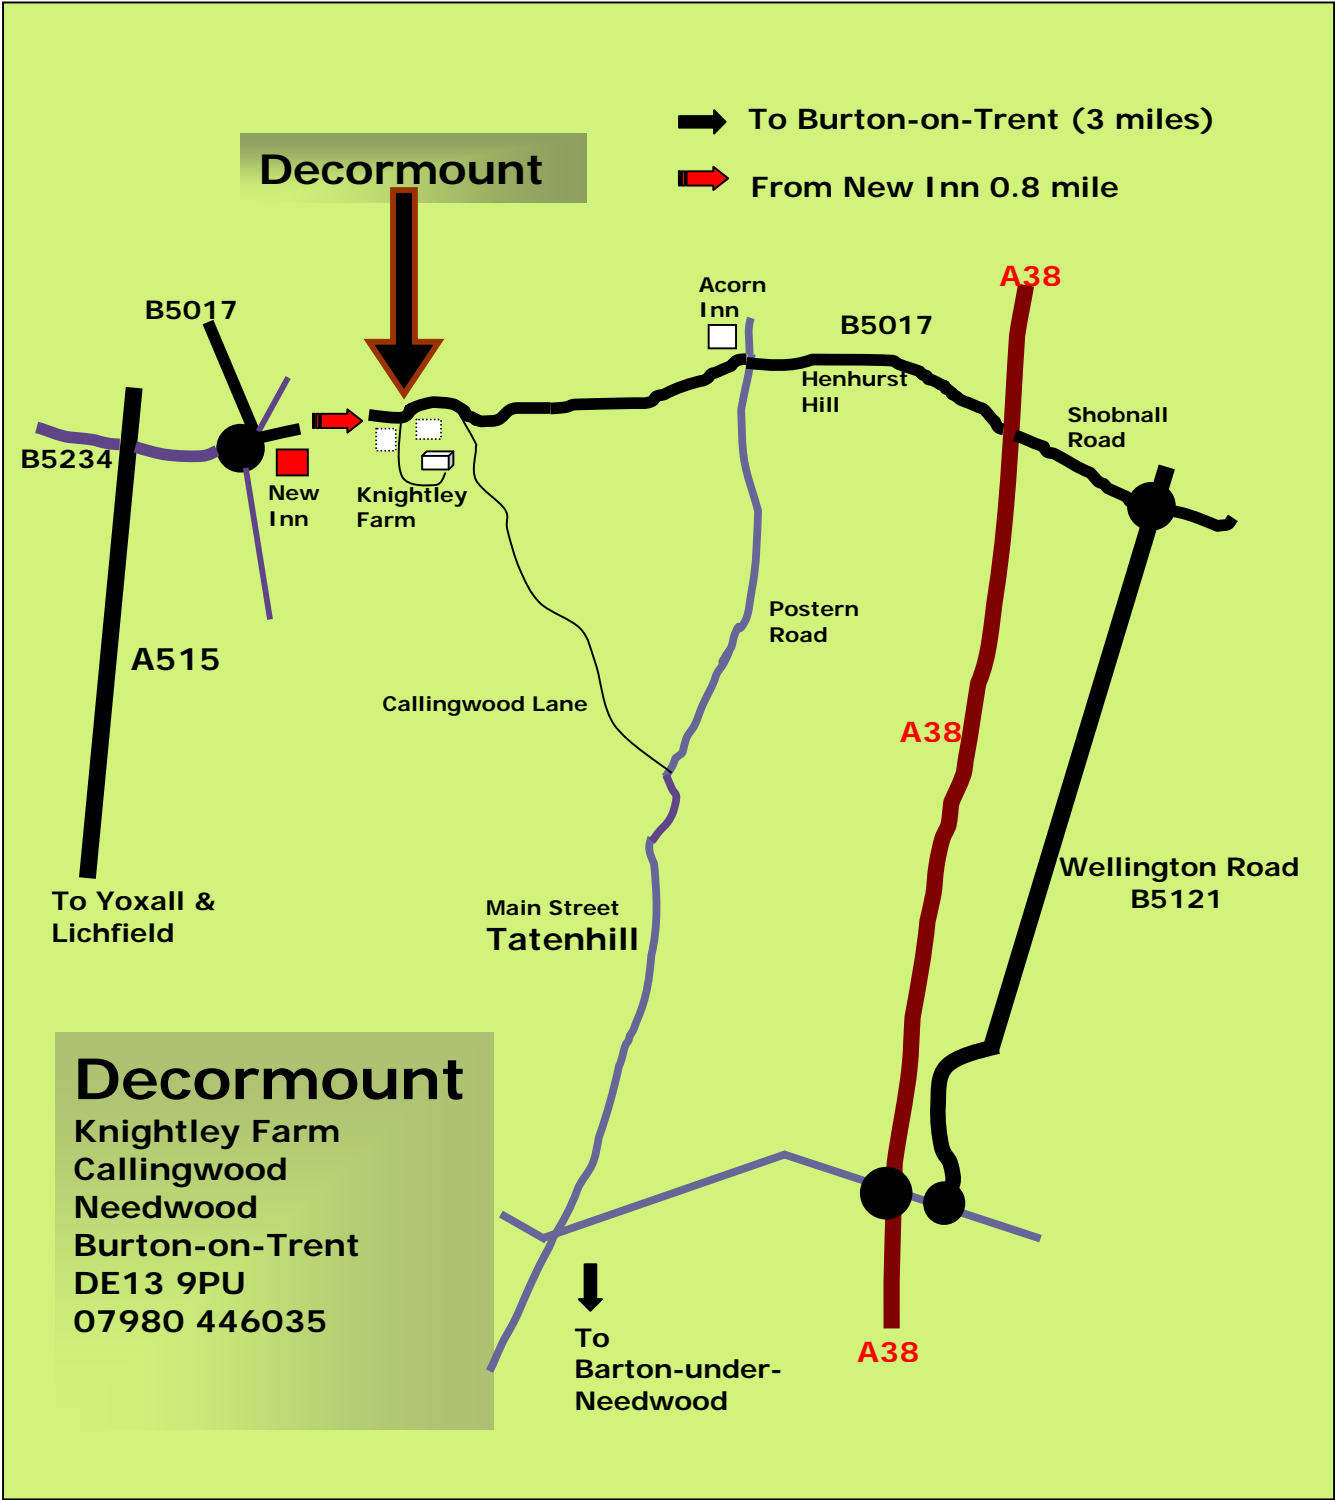 To Burton-on-Trent (3 miles)
From New Inn 0.8 mile
Decormount
A38
Acorn
Inn
B5017
B5017
Henhurst
Hill
Shobnall
Road
B5234
New
Inn
Knightley
Farm
Postern
Road
A515
Callingwood Lane
A38
Wellington Road
B5121
To Yoxall &
Lichfield
Main Street
Tatenhill
Decormount
Knightley Farm
Callingwood
Needwood
Burton-on-Trent
DE13 9PU
07980 446035
To
Barton-under-
Needwood
A38